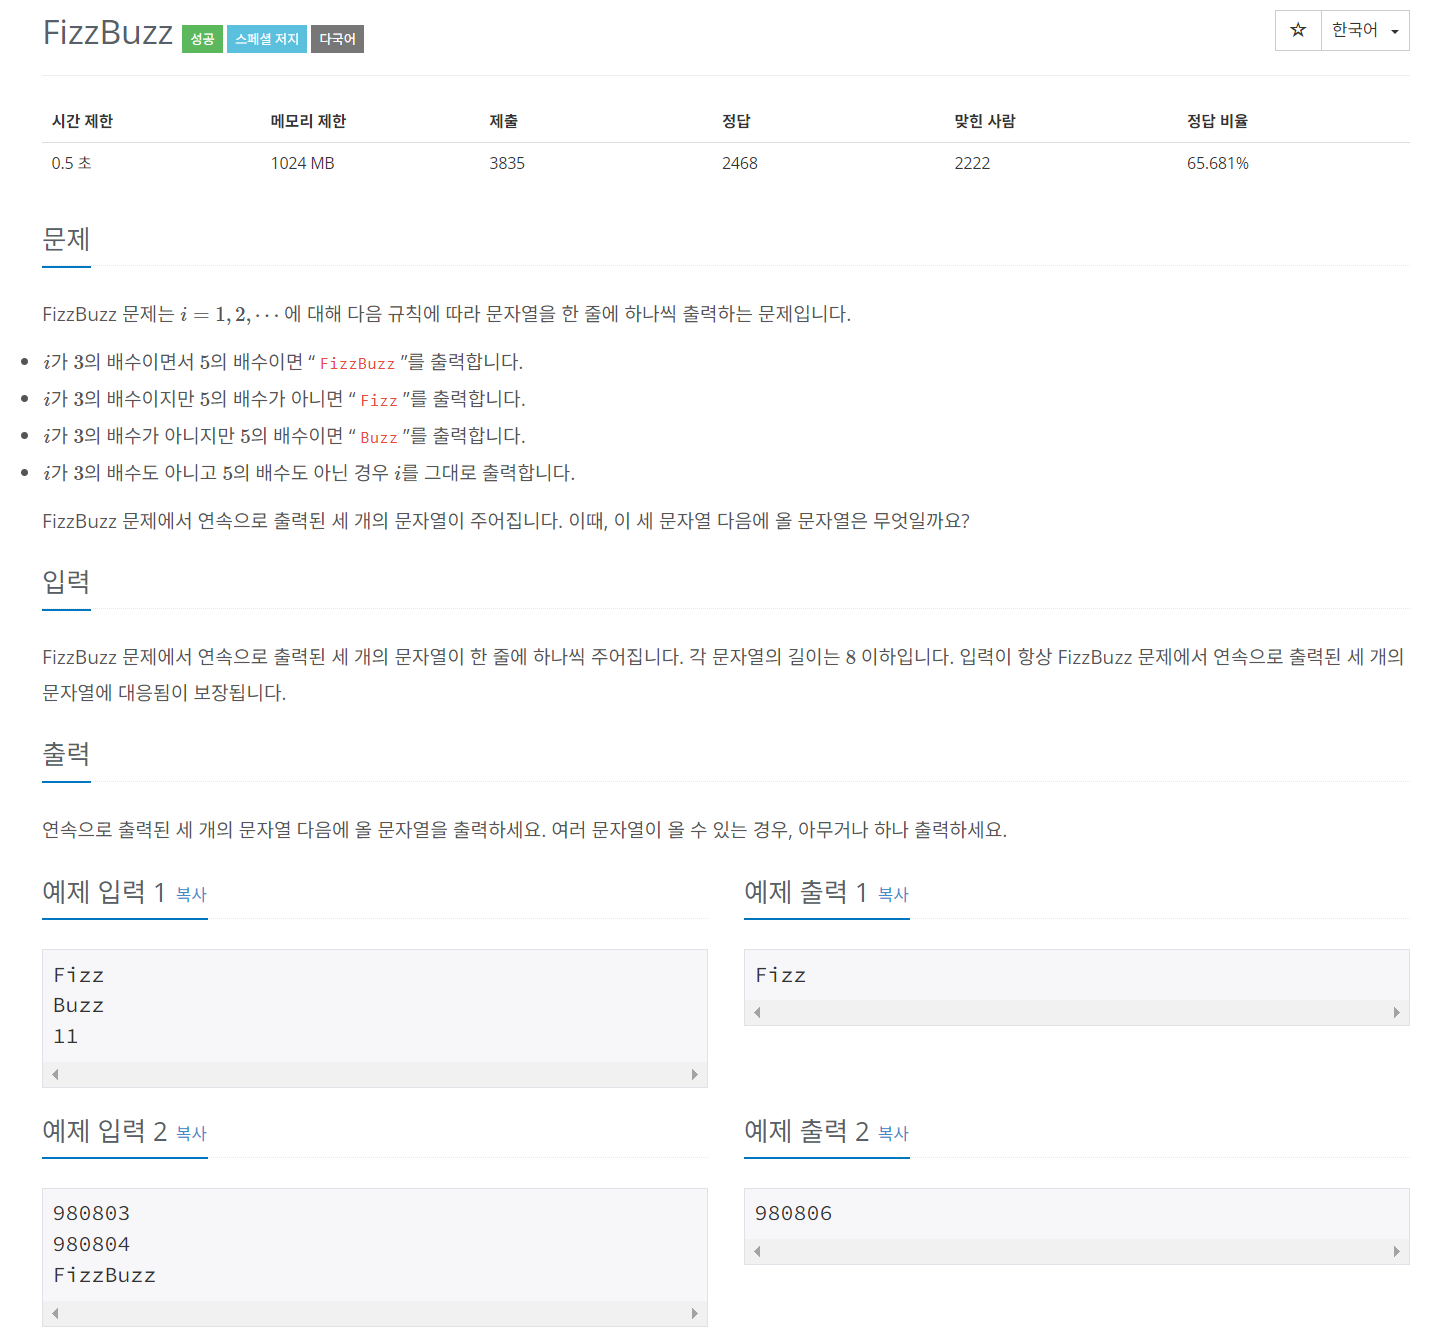 FizzBuzz 성공 스페셜 저지 다국어
☆ 한국어
시간 제한 메모리 제한 제출 정답 맞힌 사람 정답 비율
0.5 초 1024 MB 3835 2468 2222 65.681%
문제
FizzBuzz 문제는 i = 1, 2, ⋯ 에 대해 다음 규칙에 따라 문자열을 한 줄에 하나씩 출력하는 문제입니다.
• i가 3의 배수이면서 5의 배수이면 “ FizzBuzz ”를 출력합니다.
• i가 3의 배수이지만 5의 배수가 아니면 “ Fizz ”를 출력합니다.
• i가 3의 배수가 아니지만 5의 배수이면 “ Buzz ”를 출력합니다.
• i가 3의 배수도 아니고 5의 배수도 아닌 경우 i를 그대로 출력합니다.
FizzBuzz 문제에서 연속으로 출력된 세 개의 문자열이 주어집니다. 이때, 이 세 문자열 다음에 올 문자열은 무엇일까요?
입력
FizzBuzz 문제에서 연속으로 출력된 세 개의 문자열이 한 줄에 하나씩 주어집니다. 각 문자열의 길이는 8 이하입니다. 입력이 항상 FizzBuzz 문제에서 연속으로 출력된 세 개의
문자열에 대응됨이 보장됩니다.
출력
연속으로 출력된 세 개의 문자열 다음에 올 문자열을 출력하세요. 여러 문자열이 올 수 있는 경우, 아무거나 하나 출력하세요.
예제 입력 1 복사
Fizz
Buzz
11
예제 출력 1 복사
Fizz
예제 입력 2 복사
980803
980804
FizzBuzz
예제 출력 2 복사
980806